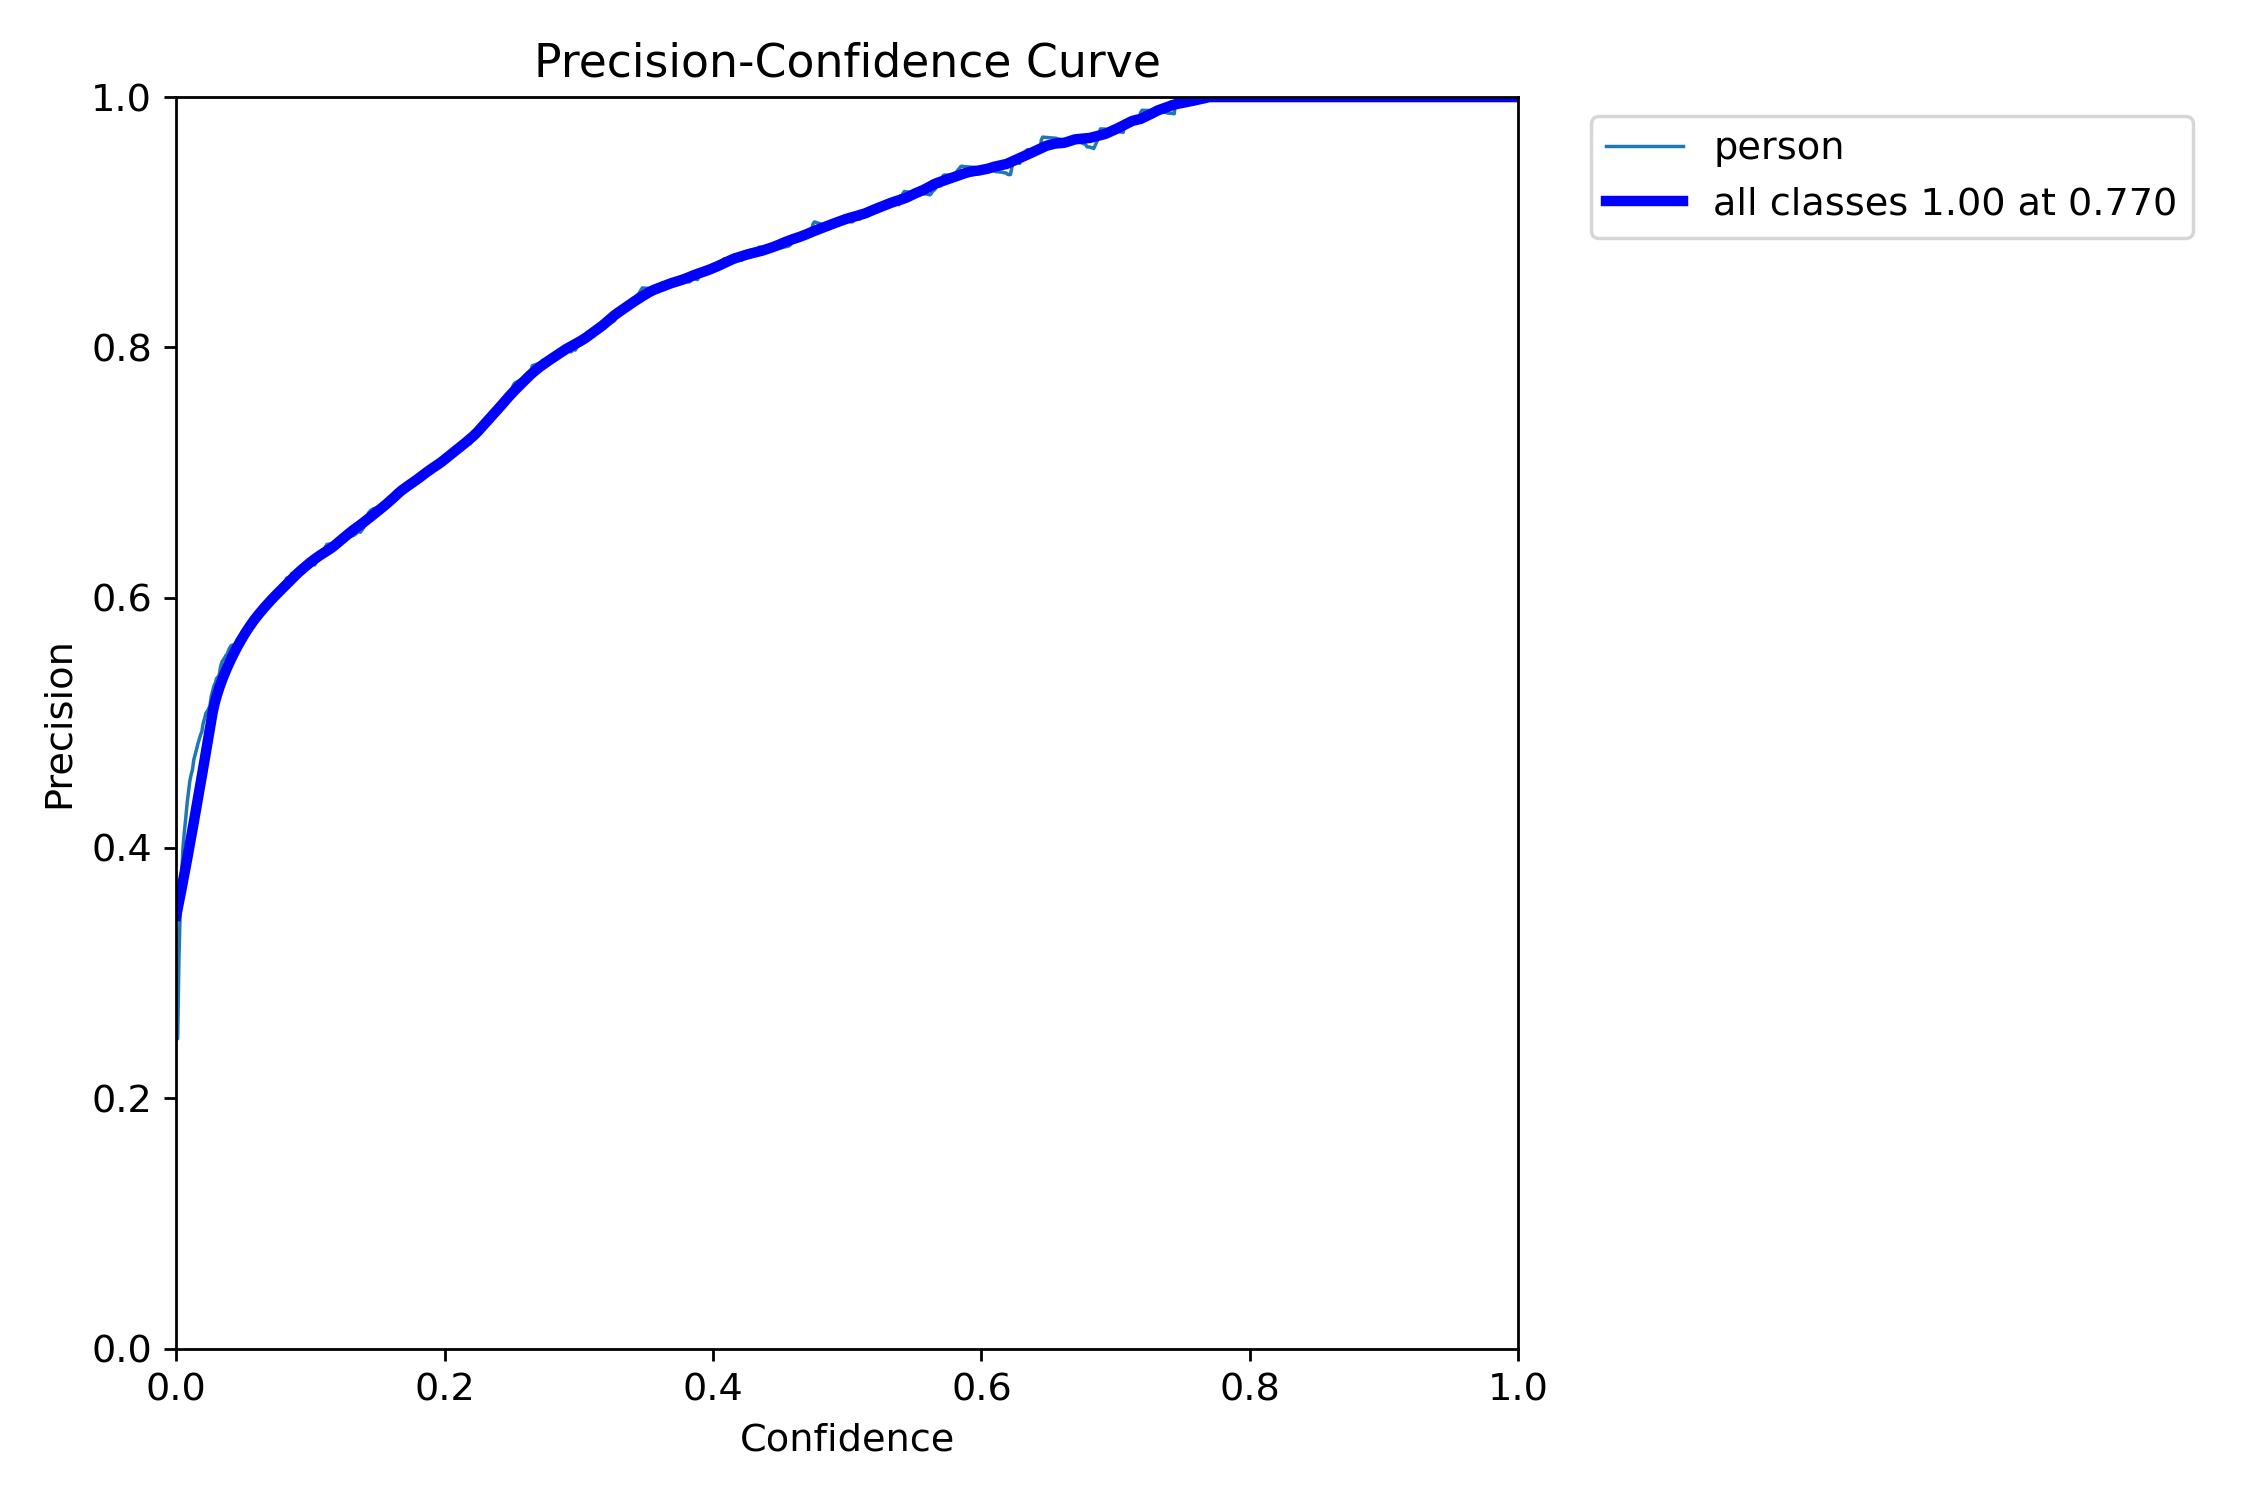 Precision-Confidence Curve
1.0
0.8
0.6
0.4
0.2
0.0
Precision
0.0 0.2 0.4 0.6 0.8 1.0
Confidence
person
all classes 1.00 at 0.770